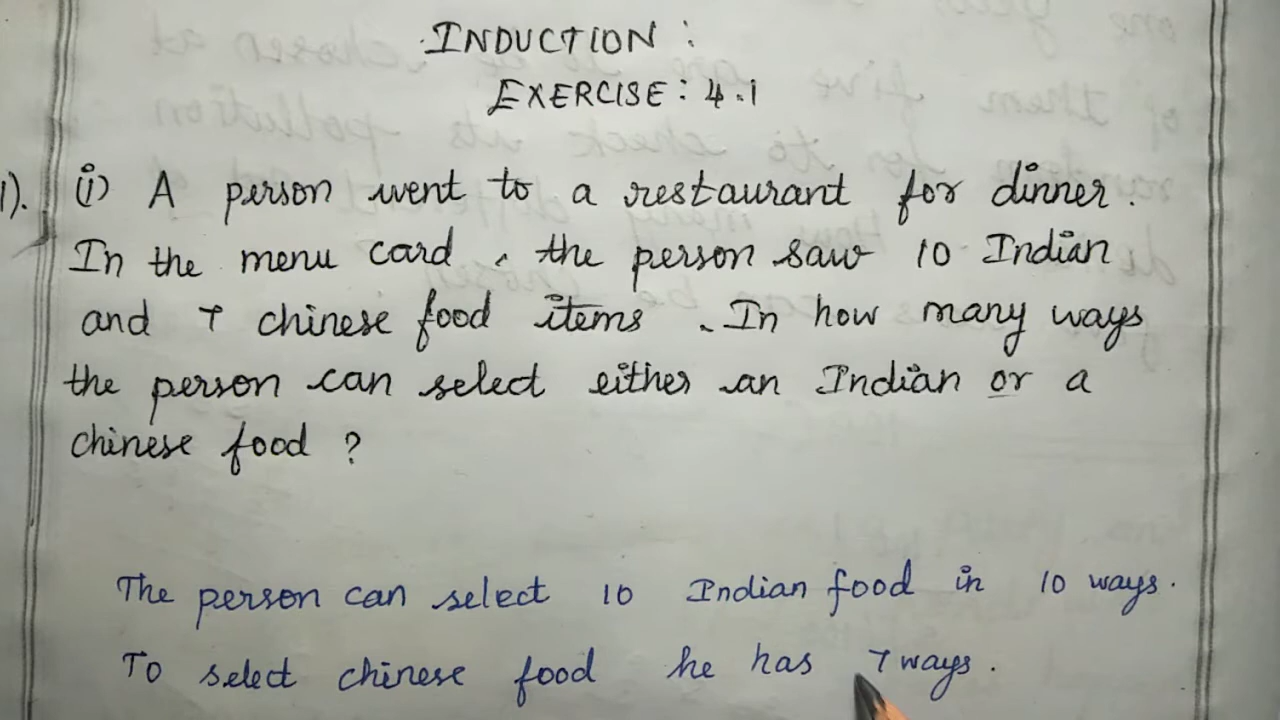 INDUCTION :
EXERCISE : 4.1
1). (i) A person went to a restaurant for dinner.
In the menu card, the person saw 10 Indian
and 7 chinese food items. In how many ways
the person can select either an Indian or a
chinese food ?
The person can select 10 Indian food in 10 ways.
To select chinese food he has 7 ways.